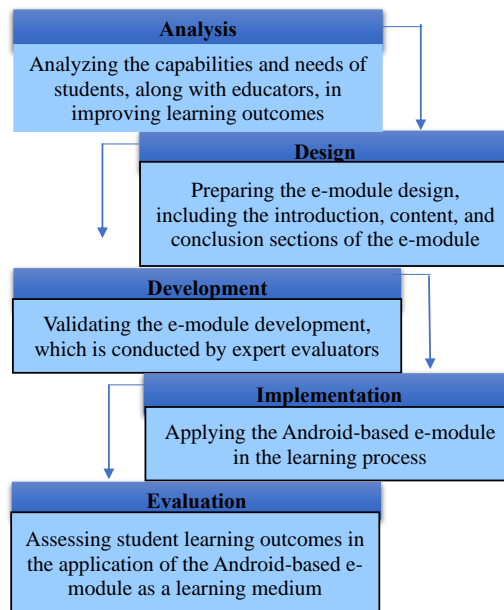 Analysis
Analyzing the capabilities and needs of
students, along with educators, in
improving learning outcomes
Design
Preparing the e-module design,
including the introduction, content, and
conclusion sections of the e-module
Development
Validating the e-module development,
which is conducted by expert evaluators
Implementation
Applying the Android-based e-module
in the learning process
Evaluation
Assessing student learning outcomes in
the application of the Android-based e-
module as a learning medium